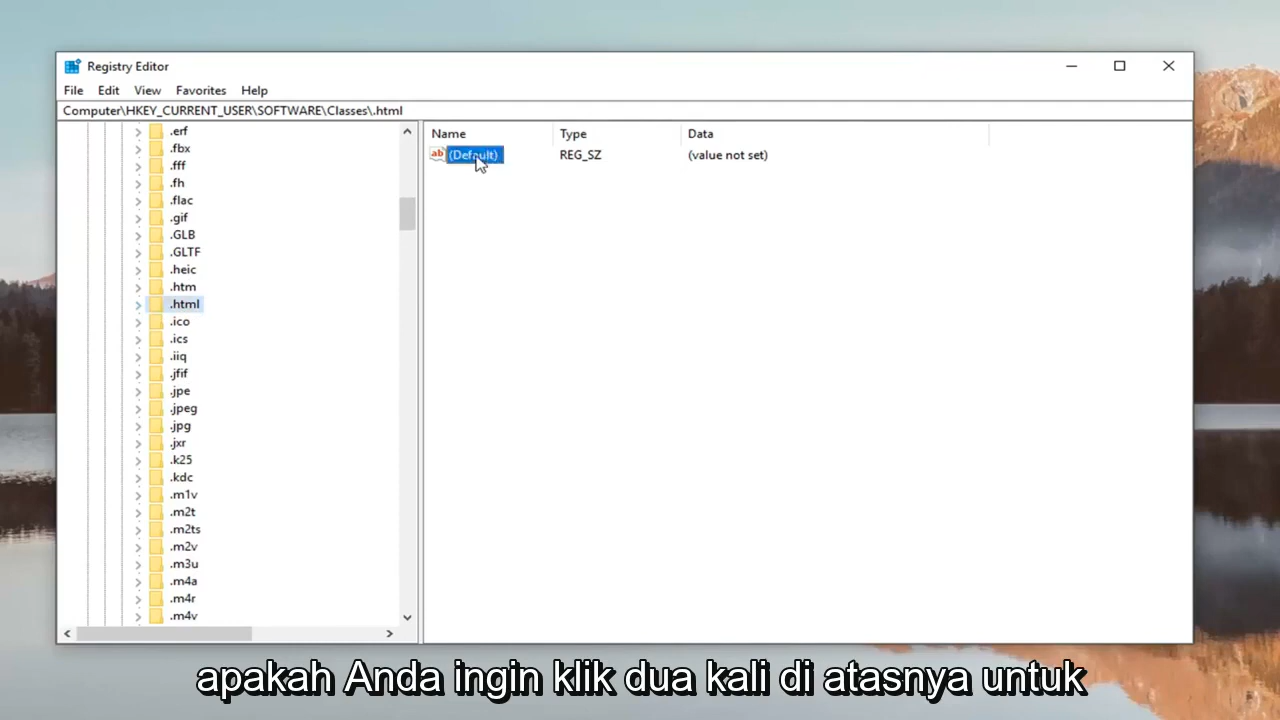 Registry Editor
File Edit View Favorites Help
Computer\HKEY_CURRENT_USER\SOFTWARE\Classes\.html
Name Type Data
(Default) REG_SZ (value not set)
.erf
.fbx
.fff
.fh
.flac
.gif
.GLB
.GLTF
.heic
.htm
.html
.ico
.ics
.iiq
.jfif
.jpe
.jpeg
.jpg
.jxr
.k25
.kdc
.m1v
.m2t
.m2ts
.m2v
.m3u
.m4a
.m4r
.m4v
apakah Anda ingin klik dua kali di atasnya untuk